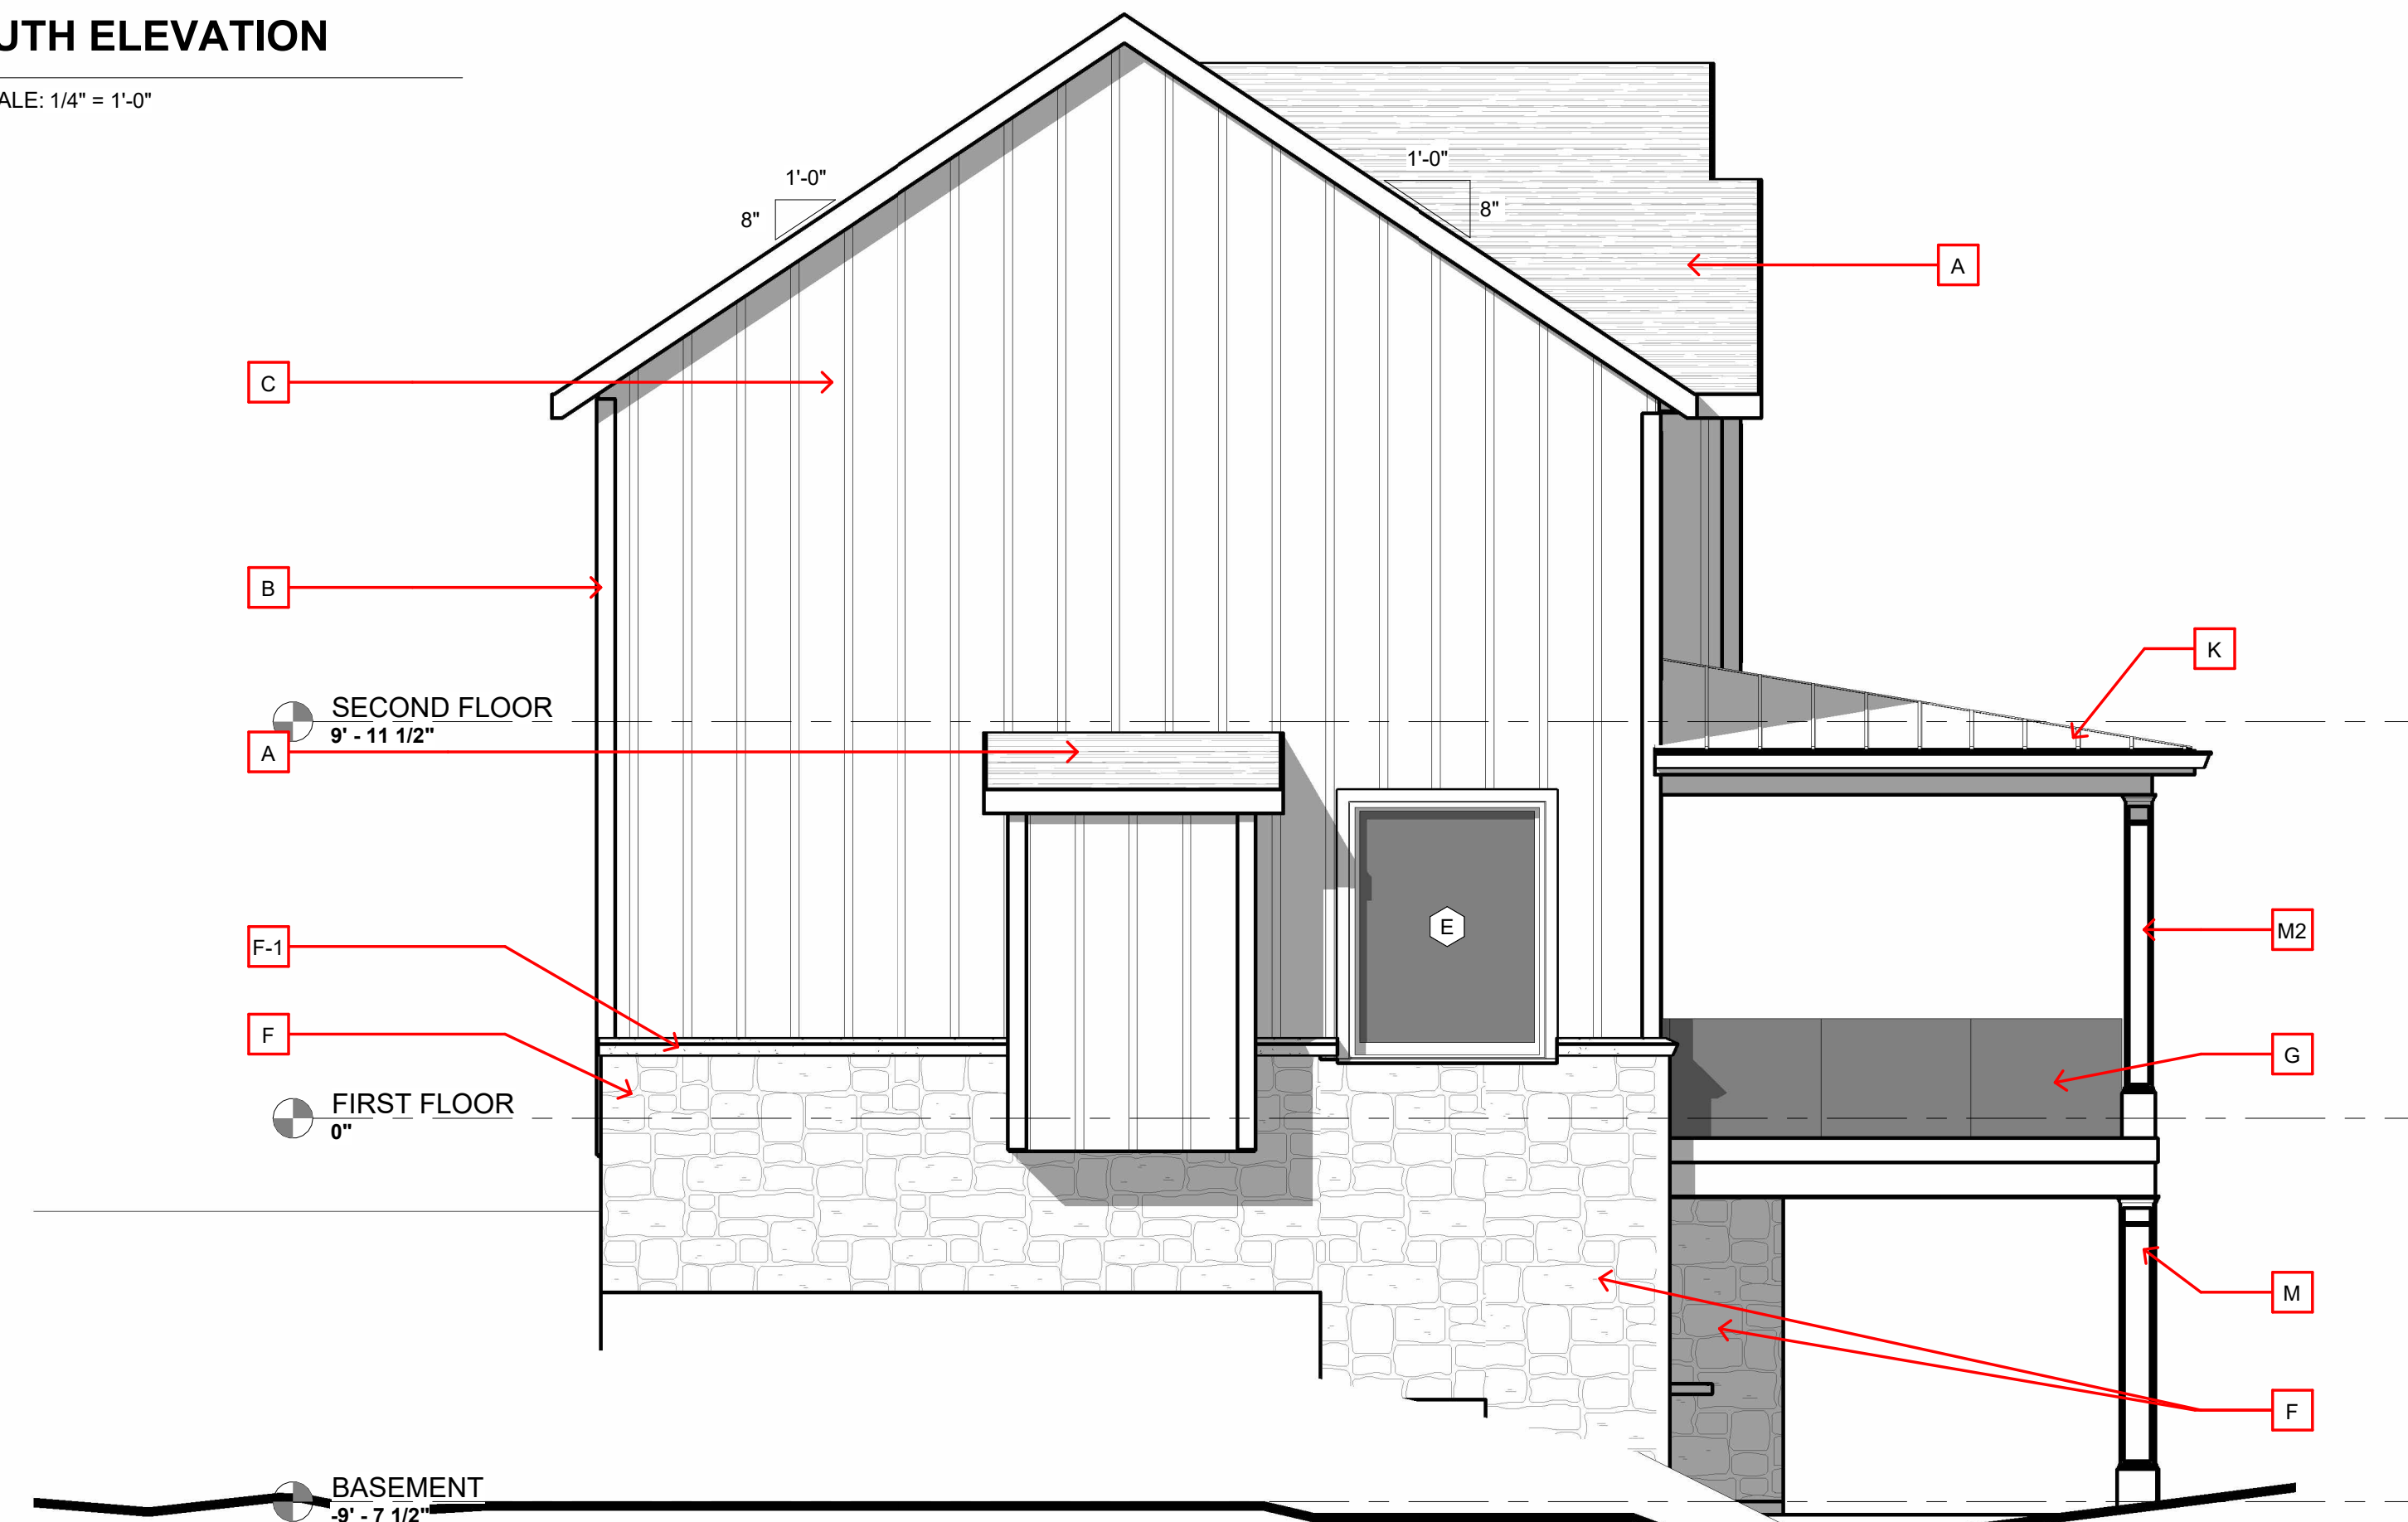 UTH ELEVATION
ALE: 1/4" = 1'-0"
1'-0"
8"
1'-0"
8"
A
C
B
K
SECOND FLOOR
9' - 11 1/2"
A
E
M2
F-1
F
G
FIRST FLOOR
0"
M
F
BASEMENT
-9' - 7 1/2"